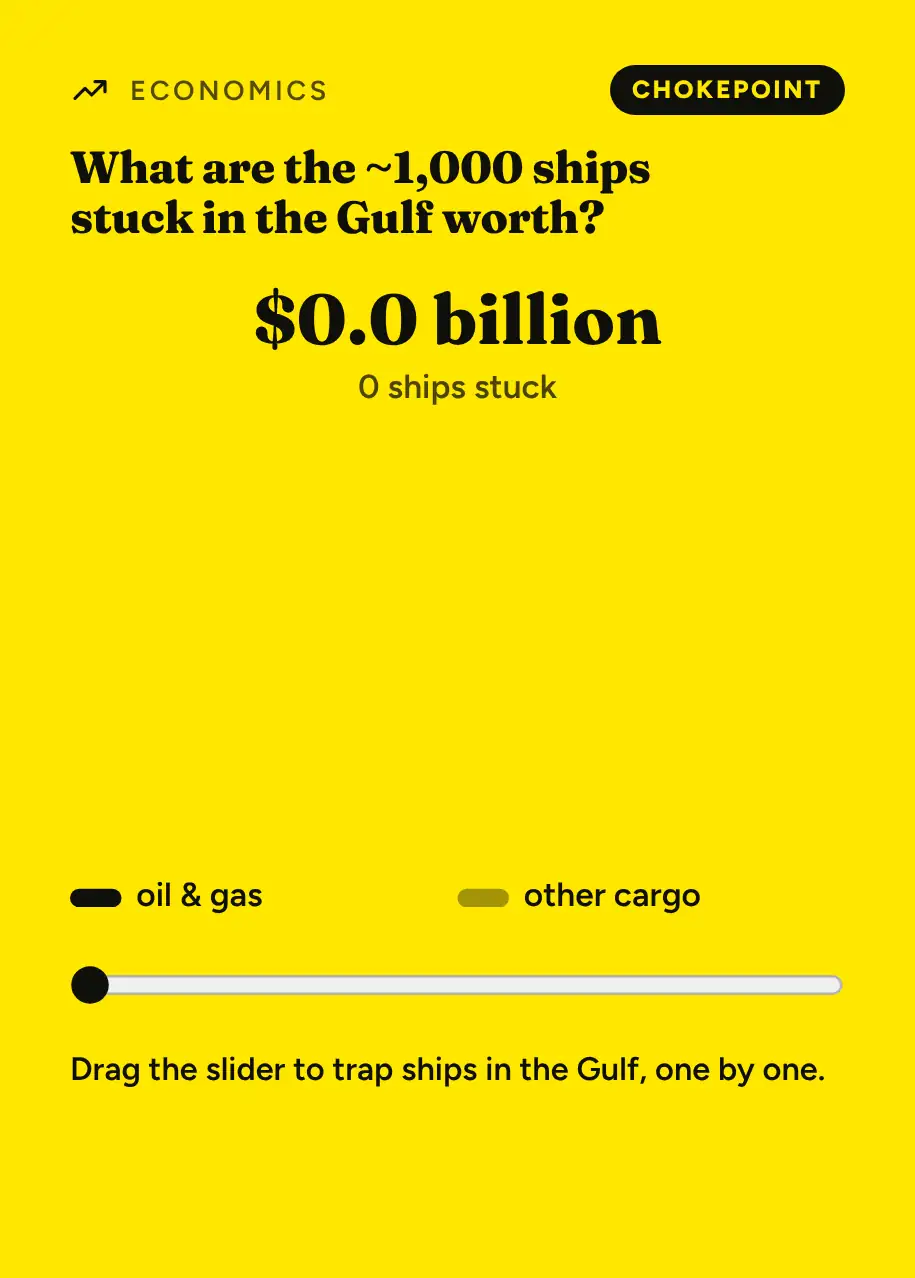 ECONOMICS
CHOKEPOINT
What are the ~1,000 ships
stuck in the Gulf worth?
$0.0 billion
0 ships stuck
oil & gas
other cargo
Drag the slider to trap ships in the Gulf, one by one.